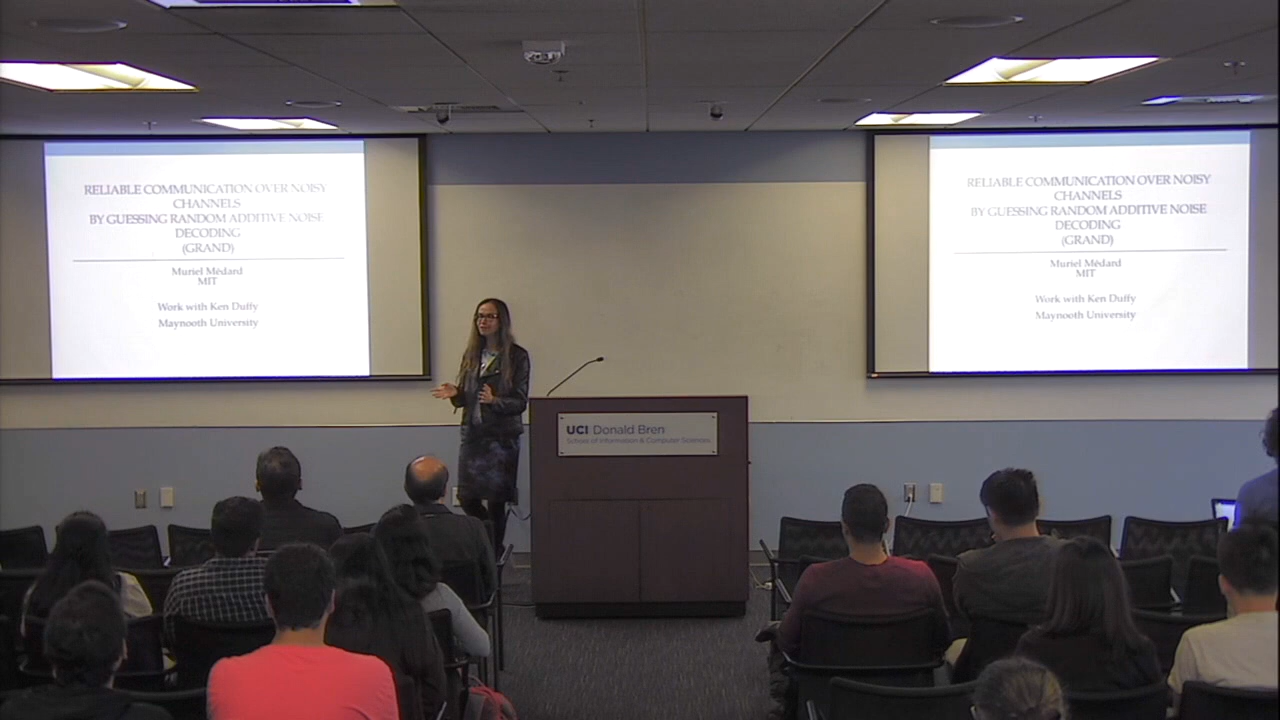 RELIABLE COMMUNICATION OVER NOISY
CHANNELS
BY GUESSING RANDOM ADDITIVE NOISE
DECODING
(GRAND)
Muriel Médard
MIT
Work with Ken Duffy
Maynooth University
UCI Donald Bren
School of Information & Computer Sciences
RELIABLE COMMUNICATION OVER NOISY
CHANNELS
BY GUESSING RANDOM ADDITIVE NOISE
DECODING
(GRAND)
Muriel Médard
MIT
Work with Ken Duffy
Maynooth University